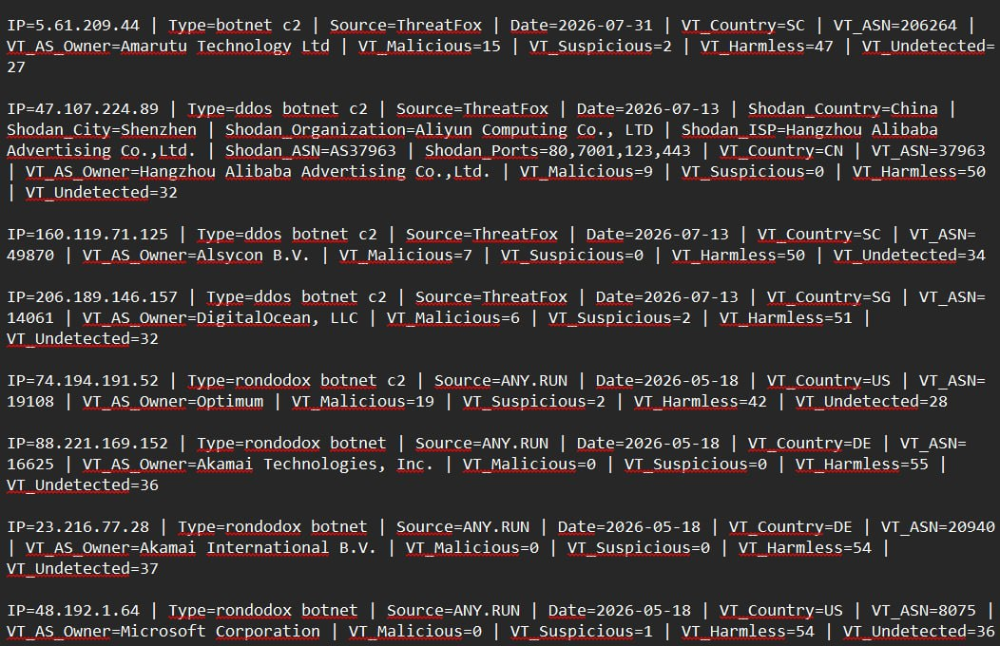 IP=5.61.209.44 | Type=botnet c2 | Source=ThreatFox | Date=2026-07-31 | VT_Country=SC | VT_ASN=206264 |
VT_AS_Owner=Amarutu Technology Ltd | VT_Malicious=15 | VT_Suspicious=2 | VT_Harmless=47 | VT_Undetected=
27
IP=47.107.224.89 | Type=ddos botnet c2 | Source=ThreatFox | Date=2026-07-13 | Shodan_Country=China |
Shodan_City=Shenzhen | Shodan_Organization=Aliyun Computing Co., LTD | Shodan_ISP=Hangzhou Alibaba
Advertising Co.,Ltd. | Shodan_ASN=AS37963 | Shodan_Ports=80,7001,123,443 | VT_Country=CN | VT_ASN=37963
| VT_AS_Owner=Hangzhou Alibaba Advertising Co.,Ltd. | VT_Malicious=9 | VT_Suspicious=0 | VT_Harmless=50
| VT_Undetected=32
IP=160.119.71.125 | Type=ddos botnet c2 | Source=ThreatFox | Date=2026-07-13 | VT_Country=SC | VT_ASN=
49870 | VT_AS_Owner=Alsycon B.V. | VT_Malicious=7 | VT_Suspicious=0 | VT_Harmless=50 | VT_Undetected=34
IP=206.189.146.157 | Type=ddos botnet c2 | Source=ThreatFox | Date=2026-07-13 | VT_Country=SG | VT_ASN=
14061 | VT_AS_Owner=DigitalOcean, LLC | VT_Malicious=6 | VT_Suspicious=2 | VT_Harmless=51 |
VT_Undetected=32
IP=74.194.191.52 | Type=rondodox botnet c2 | Source=ANY.RUN | Date=2026-05-18 | VT_Country=US | VT_ASN=
19108 | VT_AS_Owner=Optimum | VT_Malicious=19 | VT_Suspicious=2 | VT_Harmless=42 | VT_Undetected=28
IP=88.221.169.152 | Type=rondodox botnet | Source=ANY.RUN | Date=2026-05-18 | VT_Country=DE | VT_ASN=
16625 | VT_AS_Owner=Akamai Technologies, Inc. | VT_Malicious=0 | VT_Suspicious=0 | VT_Harmless=55 |
VT_Undetected=36
IP=23.216.77.28 | Type=rondodox botnet | Source=ANY.RUN | Date=2026-05-18 | VT_Country=DE | VT_ASN=20940
| VT_AS_Owner=Akamai International B.V. | VT_Malicious=0 | VT_Suspicious=0 | VT_Harmless=54 |
VT_Undetected=37
IP=48.192.1.64 | Type=rondodox botnet | Source=ANY.RUN | Date=2026-05-18 | VT_Country=US | VT_ASN=8075 |
VT_AS_Owner=Microsoft Corporation | VT_Malicious=0 | VT_Suspicious=1 | VT_Harmless=54 | VT_Undetected=36